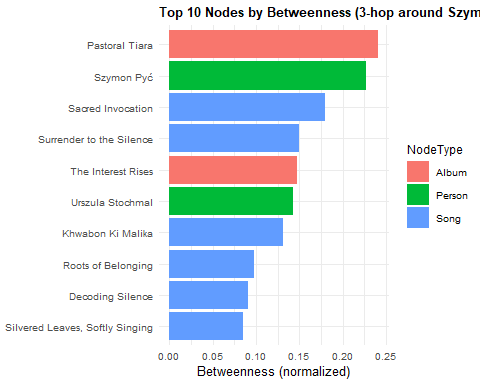 Top 10 Nodes by Betweenness (3-hop around Szym
Pastoral Tiara
Szymon Pyć
Sacred Invocation
Surrender to the Silence
The Interest Rises
Urszula Stochmal
Khwabon Ki Malika
Roots of Belonging
Decoding Silence
Silvered Leaves, Softly Singing
0.00 0.05 0.10 0.15 0.20 0.25
Betweenness (normalized)
NodeType
Album
Person
Song